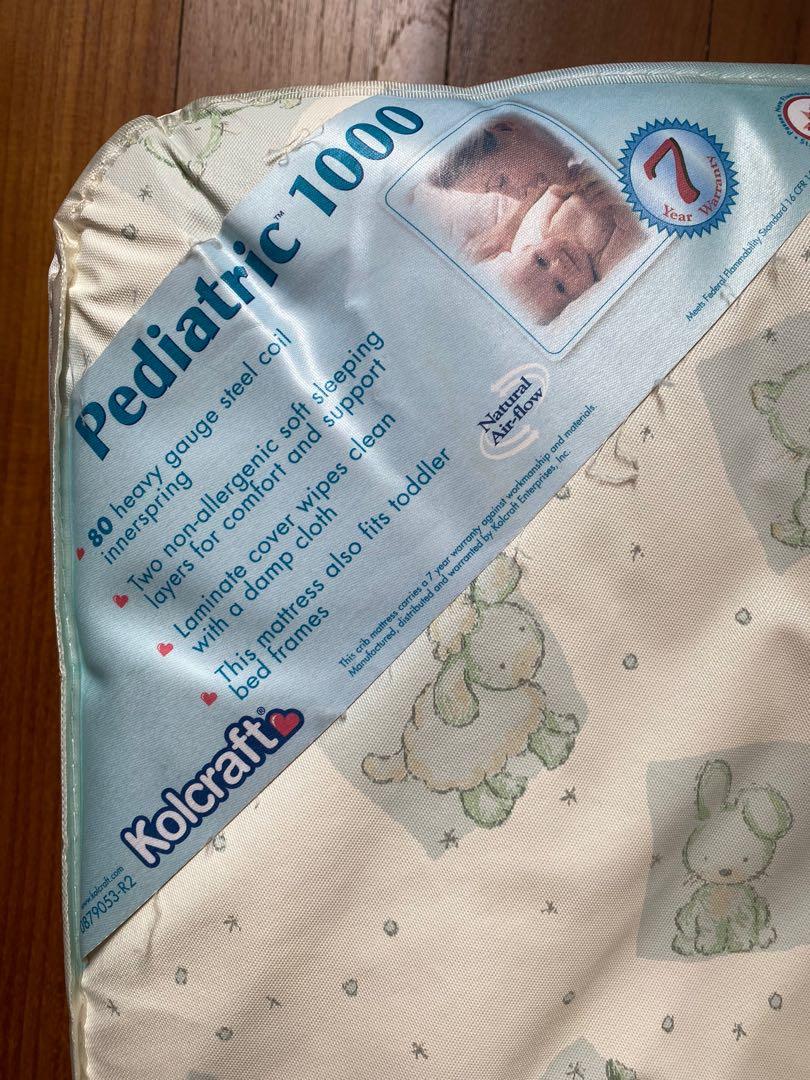 Pediatric™ 1000
80 heavy gauge steel coil
innerspring
Two non-allergenic soft sleeping
layers for comfort and support
Laminate cover wipes clean
with a damp cloth
This mattress also fits toddler
bed frames
Kolcraft®
www.kolcraft.com
0879053-R2
7
Year Warranty
Natural
Air-flow
This crib mattress carries a 7 year warranty against workmanship and materials.
Manufactured, distributed and warranted by Kolcraft Enterprises, Inc.
Meets Federal Flammability Standard 16 CFR